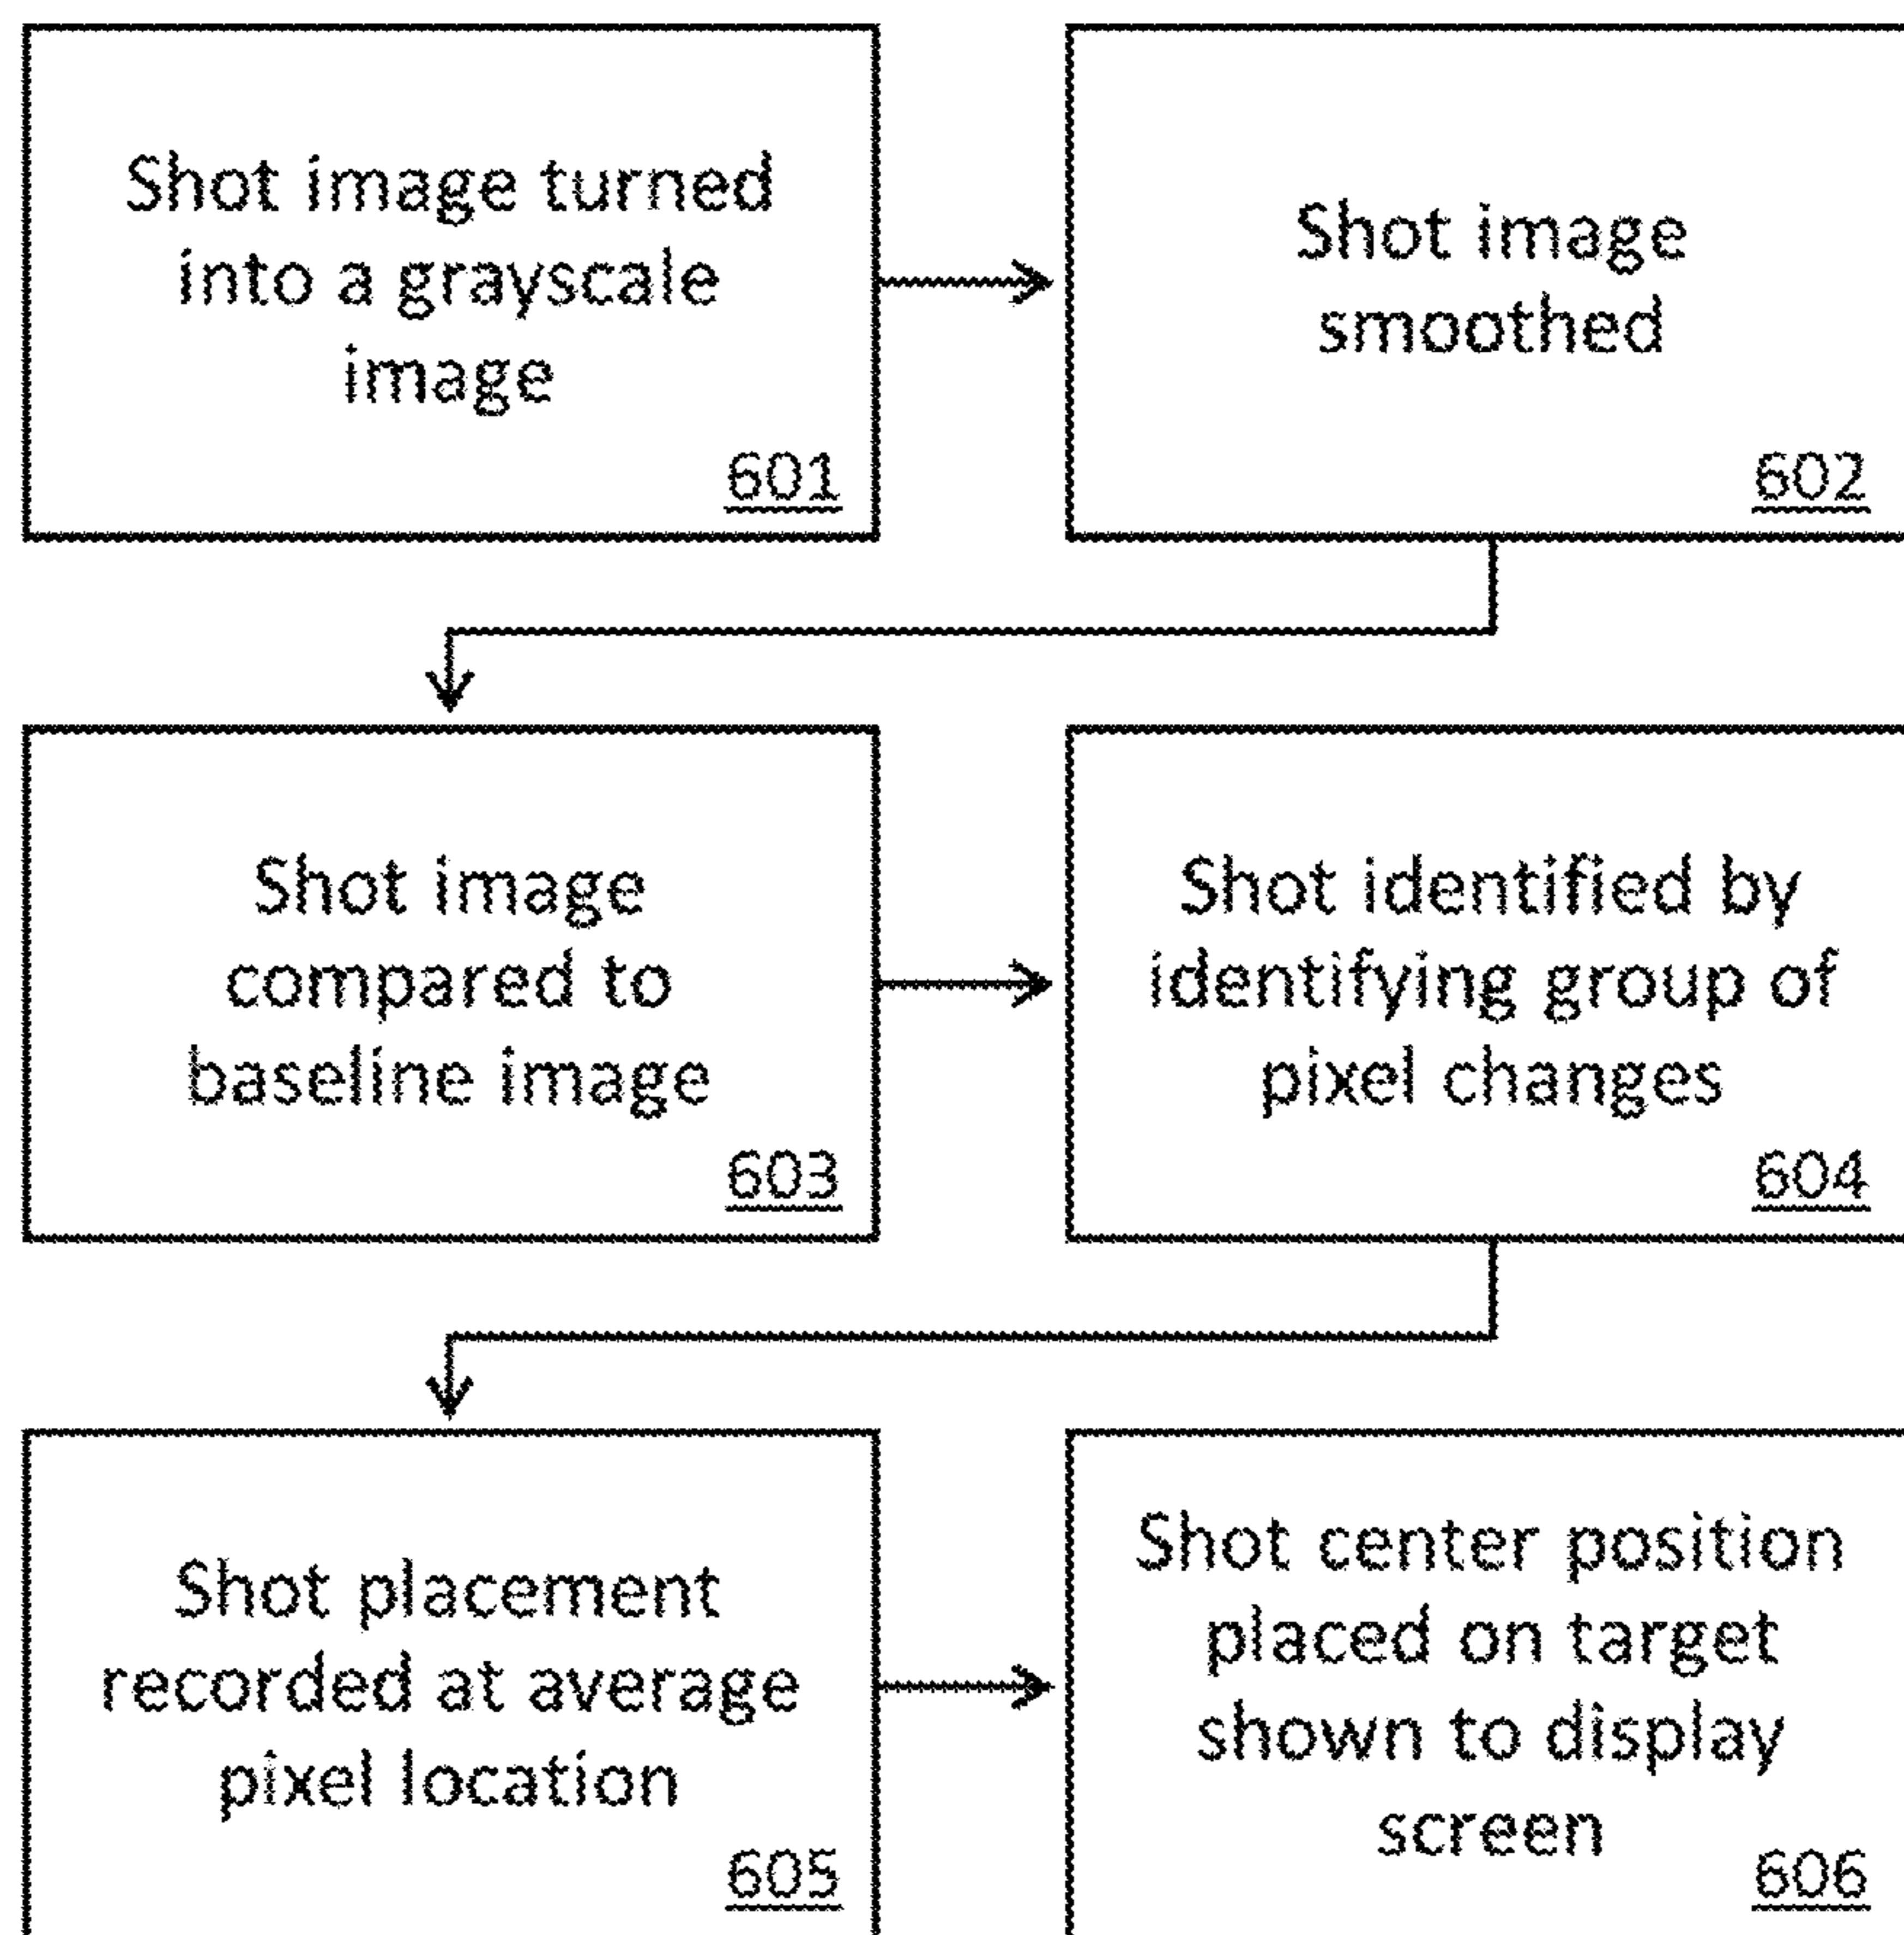 Shot image turned
into a grayscale
image
601
Shot image
smoothed
602
Shot image
compared to
baseline image
603
Shot identified by
identifying group of
pixel changes
604
Shot placement
recorded at average
pixel location
605
Shot center position
placed on target
shown to display
screen
606